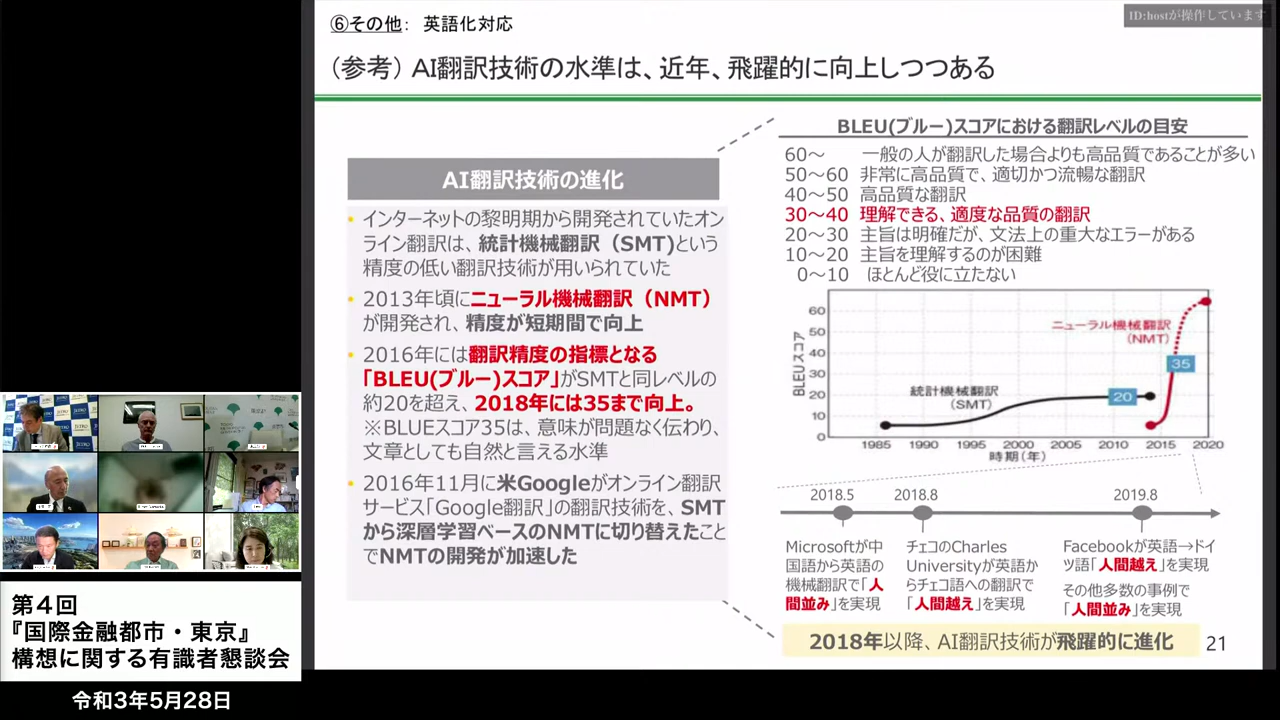 ⑥その他： 英語化対応
ID:hostが操作しています
（参考）AI翻訳技術の水準は、近年、飛躍的に向上しつつある
AI翻訳技術の進化
• インターネットの黎明期から開発されていたオン
ライン翻訳は、統計機械翻訳（SMT)という
精度の低い翻訳技術が用いられていた
• 2013年頃にニューラル機械翻訳（NMT）
が開発され、精度が短期間で向上
• 2016年には翻訳精度の指標となる
「BLEU(ブルー)スコア」がSMTと同レベルの
約20を超え、2018年には35まで向上。
※BLUEスコア35は、意味が問題なく伝わり、
文章としても自然と言える水準
• 2016年11月に米Googleがオンライン翻訳
サービス「Google翻訳」の翻訳技術を、SMT
から深層学習ベースのNMTに切り替えたこと
でNMTの開発が加速した
BLEU(ブルー)スコアにおける翻訳レベルの目安
60～ 一般の人が翻訳した場合よりも高品質であることが多い
50～60 非常に高品質で、適切かつ流暢な翻訳
40～50 高品質な翻訳
30～40 理解できる、適度な品質の翻訳
20～30 主旨は明確だが、文法上の重大なエラーがある
10～20 主旨を理解するのが困難
0～10 ほとんど役に立たない
BLEUスコア
60
50
40
30
20
10
0
ニューラル機械翻訳
(NMT)
35
統計機械翻訳
(SMT)
20
1985 1990 1995 2000 2005 2010 2015 2020
時期(年)
2018.5 2018.8 2019.8
Microsoftが中
国語から英語の
機械翻訳で「人
間並み」を実現
チェコのCharles
Universityが英語か
らチェコ語への翻訳で
「人間越え」を実現
Facebookが英語→ドイ
ツ語「人間越え」を実現
その他多数の事例で
「人間並み」を実現
2018年以降、AI翻訳技術が飛躍的に進化
21
第４回
『国際金融都市・東京』
構想に関する有識者懇談会
令和3年5月28日